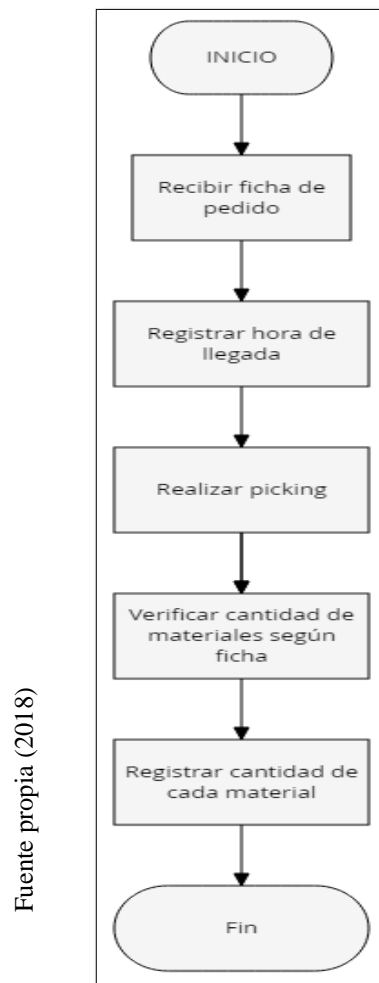 INICIO
Recibir ficha de
pedido
Registrar hora de
llegada
Realizar picking
Verificar cantidad de
materiales según
ficha
Registrar cantidad de
cada material
Fin
Fuente propia (2018)